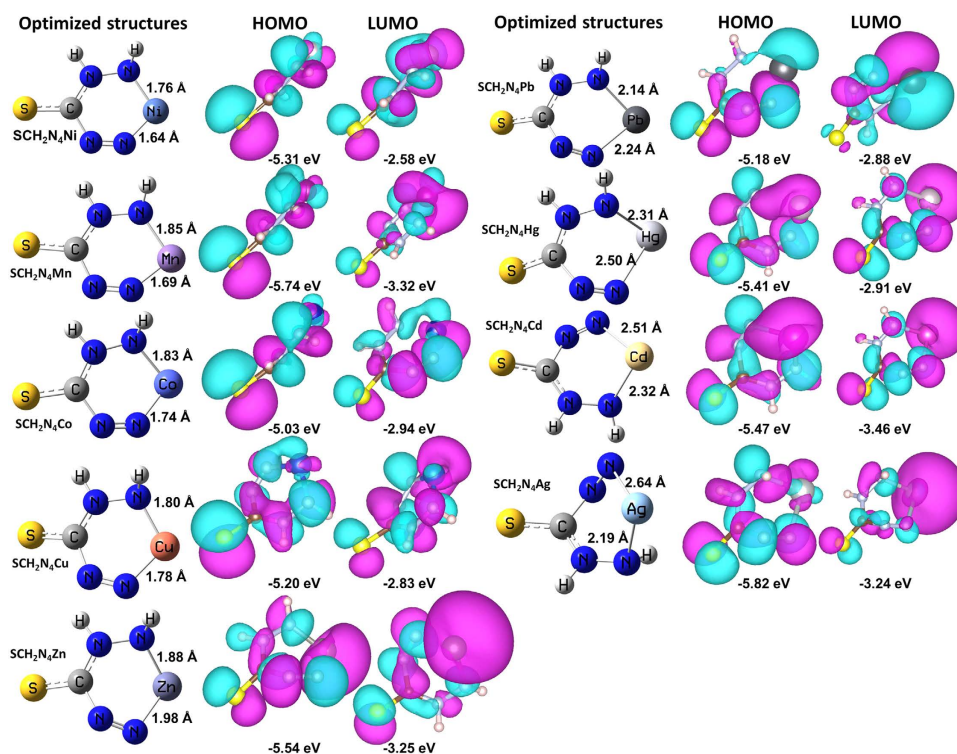 Optimized structures HOMO LUMO Optimized structures HOMO LUMO
H H
N N
1.76 Å
S C Ni
SCH₂N₄Ni
1.64 Å
N N
-5.31 eV -2.58 eV
H H
N N
1.85 Å
S C Mn
SCH₂N₄Mn
1.69 Å
N N
-5.74 eV -3.32 eV
H H
N N
1.83 Å
S C Co
SCH₂N₄Co
1.74 Å
N N
-5.03 eV -2.94 eV
H H
N N
1.80 Å
S C Cu
SCH₂N₄Cu
1.78 Å
N N
-5.20 eV -2.83 eV
H H
N N
SCH₂N₄Zn
1.88 Å
S C Zn
1.98 Å
N N
-5.54 eV -3.25 eV
H H
SCH₂N₄Pb
N N
2.14 Å
S C Pb
2.24 Å
N N
-5.18 eV -2.88 eV
H H
N N
2.31 Å
SCH₂N₄Hg
Hg
S C
2.50 Å
N N
-5.41 eV -2.91 eV
SCH₂N₄Cd
N N
2.51 Å
S C Cd
2.32 Å
N N
H H
-5.47 eV -3.46 eV
N
SCH₂N₄Ag
2.64 Å
N
S C Ag
2.19 Å
N N H
H
-5.82 eV -3.24 eV